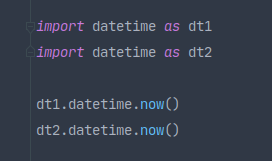 import datetime as dt1
import datetime as dt2
dt1.datetime.now()
dt2.datetime.now()